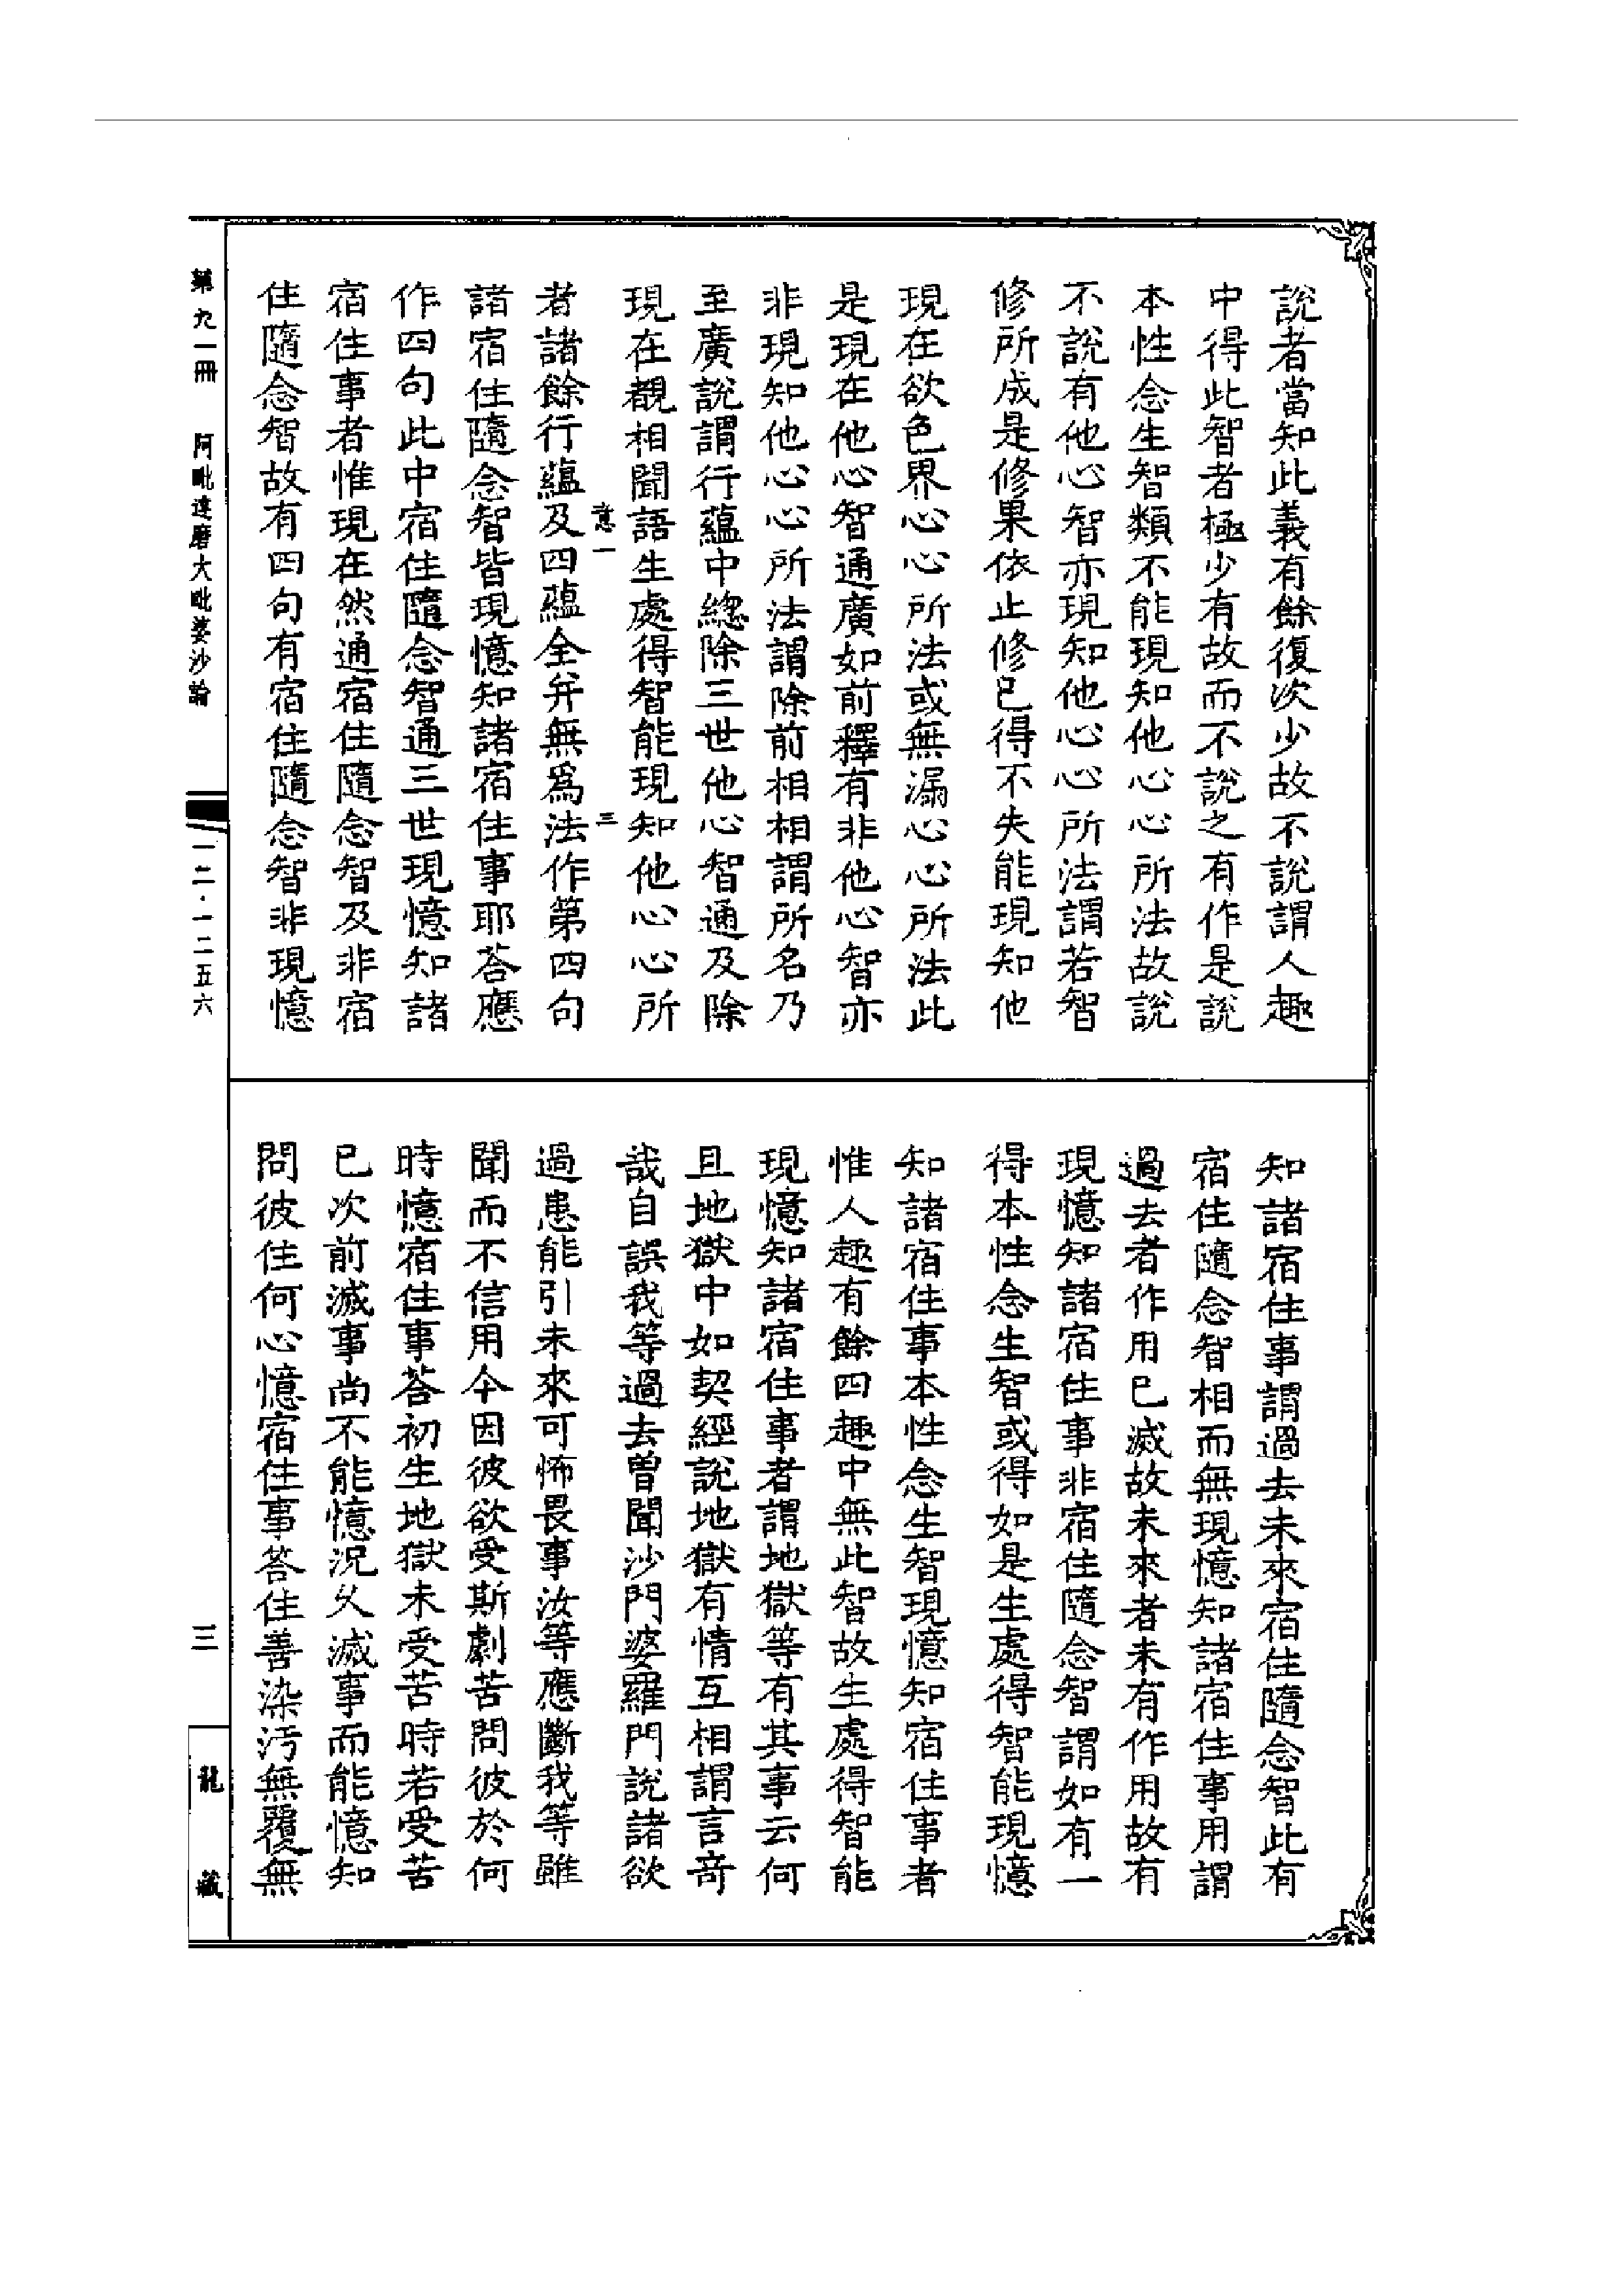 說者當知此義有餘復次少故不說謂人趣
中得此智者極少有故而不說之有作是說
本性念生智類不能現知他心心所法故說
不說有他心智亦現知他心心所法謂若智
修所成是修果依止修已得不失能現知他
現在欲色界心心所法或無漏心心所法此
是現在他心智通廣如前釋有非他心智亦
非現知他心心所法謂除前相相謂所名乃
至廣說謂行蘊中總除三世他心智通及除
現在覩相聞語生處得智能現知他心心所
意一 三
者諸餘行蘊及四蘊全并無爲法作第四句
諸宿住隨念智皆現憶知諸宿住事耶荅應
作四句此中宿住隨念智通三世現憶知諸
宿住事者惟現在然通宿住隨念智及非宿
住隨念智故有四句有宿住隨念智非現憶
知諸宿住事謂過去未來宿住隨念智此有
宿住隨念智相而無現憶知諸宿住事用謂
過去者作用已滅故未來者未有作用故有
現憶知諸宿住事非宿住隨念智謂如有一
得本性念生智或得如是生處得智能現憶
知諸宿住事本性念生智現憶知宿住事者
惟人趣有餘四趣中無此智故生處得智能
現憶知諸宿住事者謂地獄等有其事云何
且地獄中如契經說地獄有情互相謂言竒
哉自誤我等過去曾聞沙門婆羅門說諸欲
過患能引未來可怖畏事汝等應斷我等雖
聞而不信用今因彼欲受斯劇苦問彼於何
時憶宿住事荅初生地獄未受苦時若受苦
已次前滅事尚不能憶況久滅事而能憶知
問彼住何心憶宿住事答住善染污無覆無
第九一冊 阿毗達磨大毗婆沙論
一二·一二五六
三
龍藏